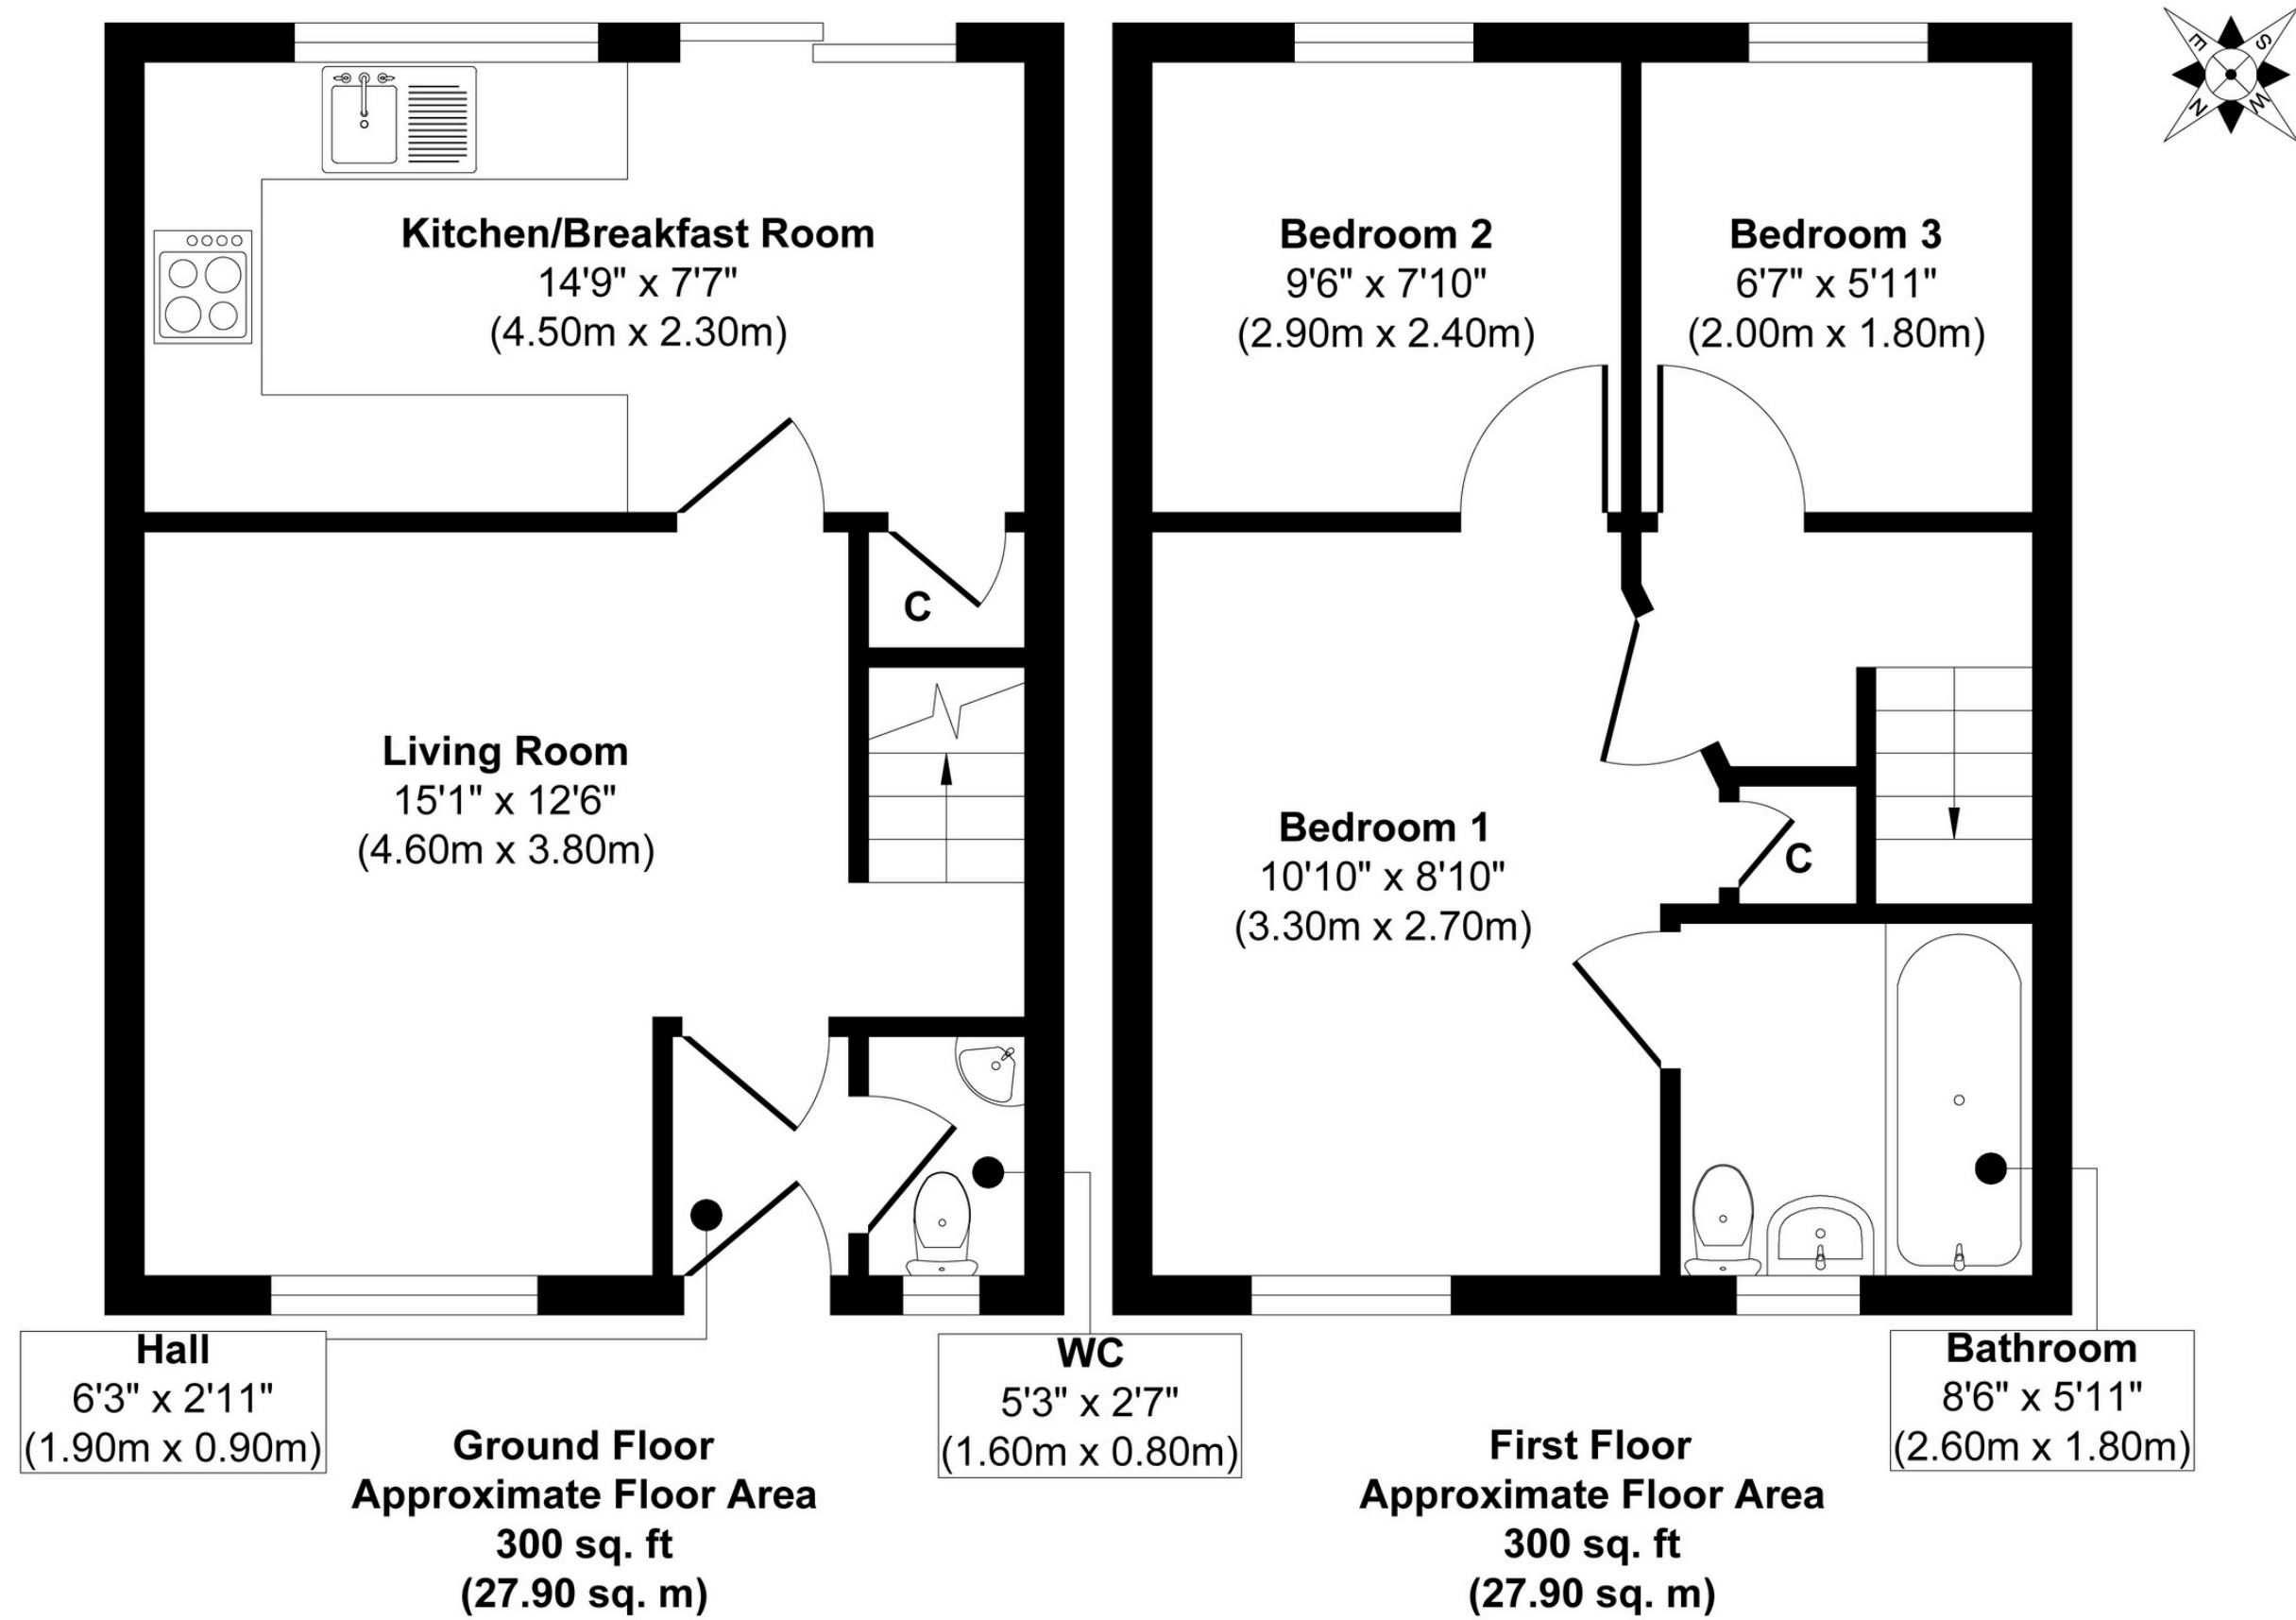 E
S
N
W
Kitchen/Breakfast Room
14'9" x 7'7"
(4.50m x 2.30m)
Bedroom 2
9'6" x 7'10"
(2.90m x 2.40m)
Bedroom 3
6'7" x 5'11"
(2.00m x 1.80m)
C
Living Room
15'1" x 12'6"
(4.60m x 3.80m)
Bedroom 1
10'10" x 8'10"
(3.30m x 2.70m)
C
Hall
6'3" x 2'11"
(1.90m x 0.90m)
WC
5'3" x 2'7"
(1.60m x 0.80m)
Bathroom
8'6" x 5'11"
(2.60m x 1.80m)
Ground Floor
Approximate Floor Area
300 sq. ft
(27.90 sq. m)
First Floor
Approximate Floor Area
300 sq. ft
(27.90 sq. m)